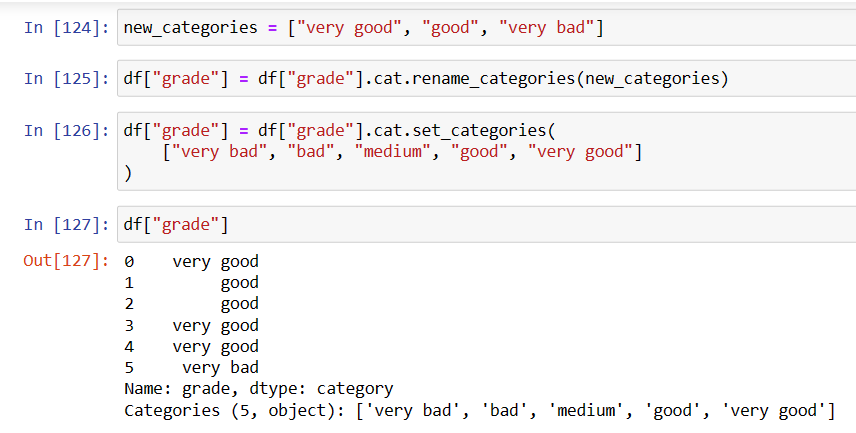 In [124]: new_categories = ["very good", "good", "very bad"]
In [125]: df["grade"] = df["grade"].cat.rename_categories(new_categories)
In [126]: df["grade"] = df["grade"].cat.set_categories(
    ["very bad", "bad", "medium", "good", "very good"]
)
In [127]: df["grade"]
Out[127]: 0    very good
1         good
2         good
3    very good
4    very good
5     very bad
Name: grade, dtype: category
Categories (5, object): ['very bad', 'bad', 'medium', 'good', 'very good']